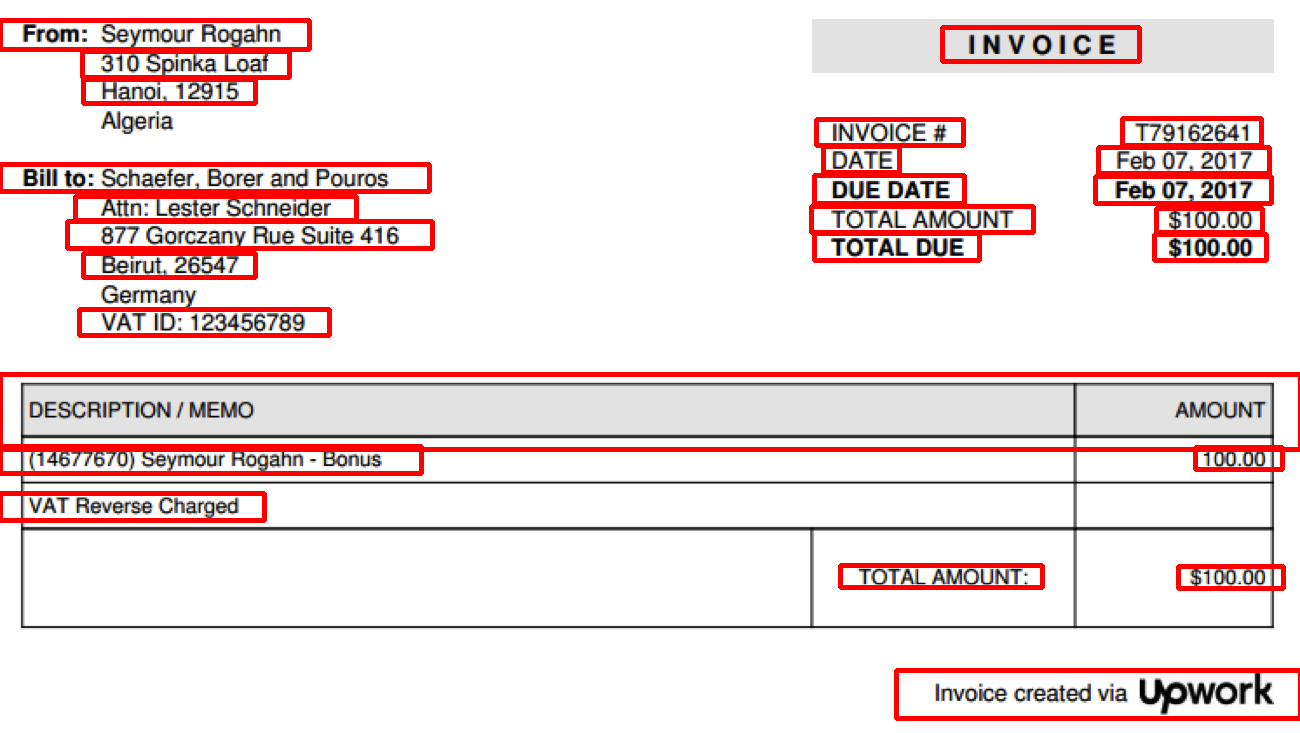 From: Seymour Rogahn
310 Spinka Loaf
Hanoi, 12915
Algeria
INVOICE
INVOICE # T79162641
DATE Feb 07, 2017
DUE DATE Feb 07, 2017
TOTAL AMOUNT $100.00
TOTAL DUE $100.00
Bill to: Schaefer, Borer and Pouros
Attn: Lester Schneider
877 Gorczany Rue Suite 416
Beirut, 26547
Germany
VAT ID: 123456789
DESCRIPTION / MEMO AMOUNT
(14677670) Seymour Rogahn - Bonus 100.00
VAT Reverse Charged
TOTAL AMOUNT: $100.00
Invoice created via Upwork